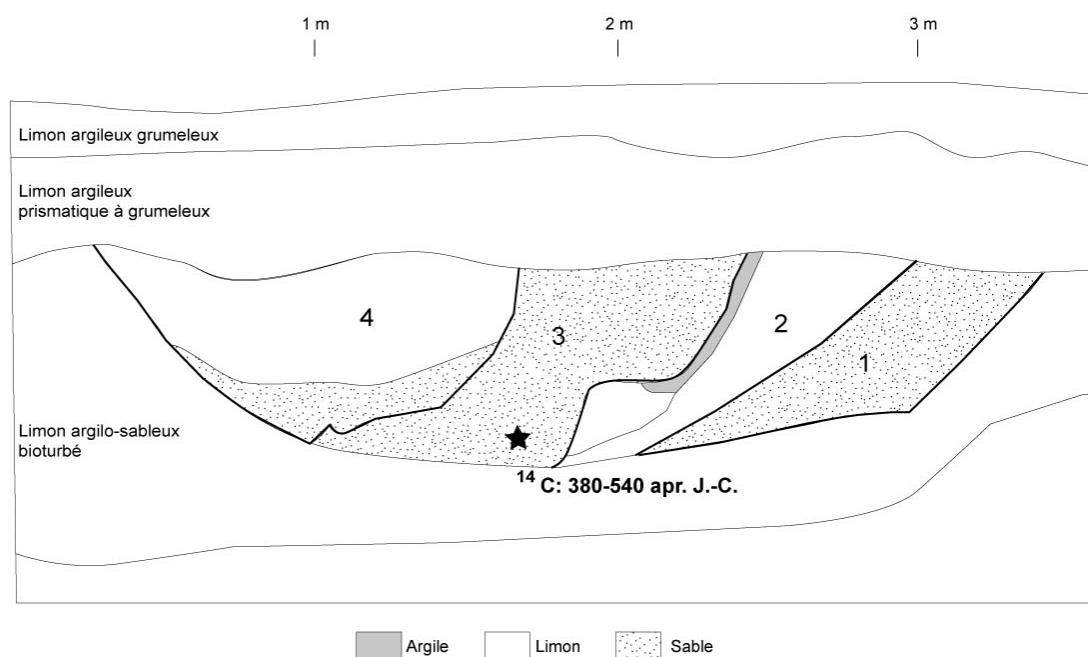 1 m
2 m
3 m
Limon argileux grumeleux
Limon argileux
prismatique à grumeleux
4
3
2
1
Limon argilo-sableux
bioturbé
14 C: 380-540 apr. J.-C.
Argile
Limon
Sable